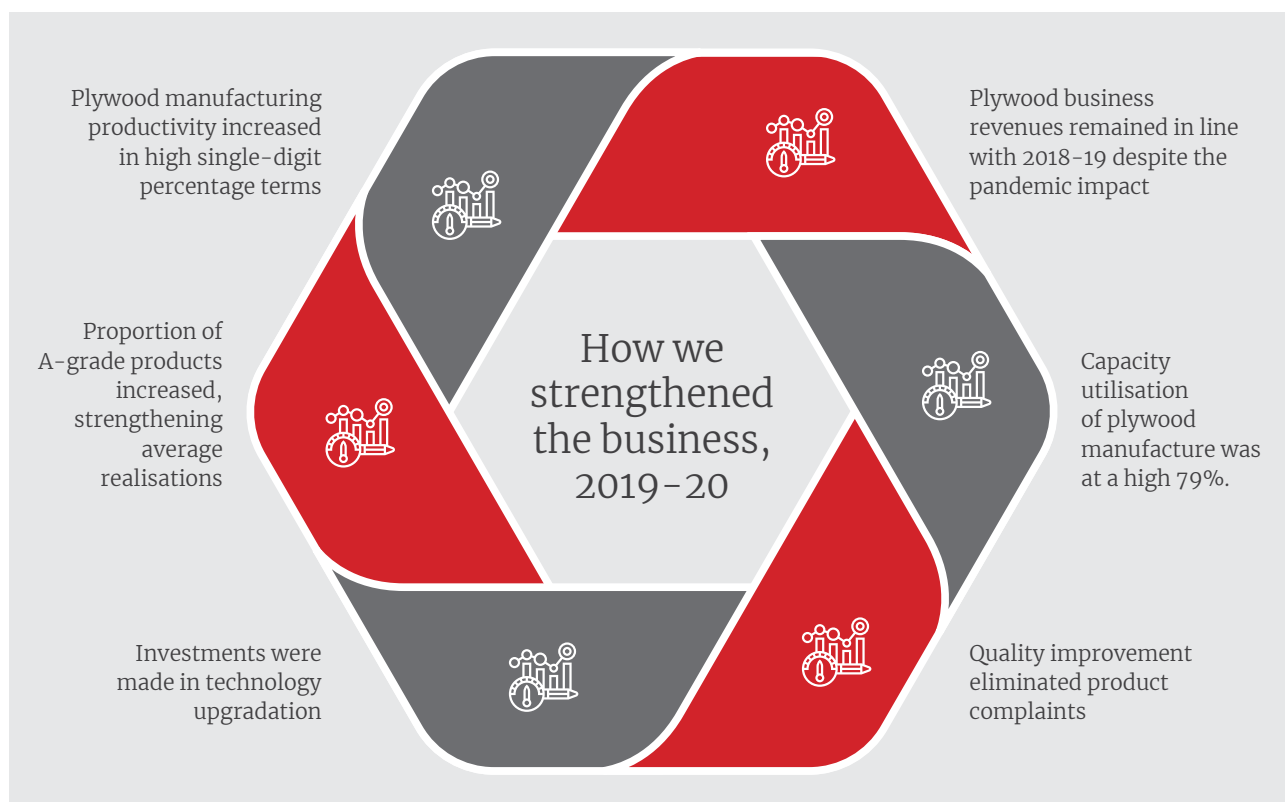 Plywood manufacturing
productivity increased
in high single-digit
percentage terms
Plywood business
revenues remained in line
with 2018-19 despite the
pandemic impact
Proportion of
A-grade products
increased,
strengthening
average
realisations
How we
strengthened
the business,
2019-20
Capacity
utilisation
of plywood
manufacture was
at a high 79%.
Investments were
made in technology
upgradation
Quality improvement
eliminated product
complaints